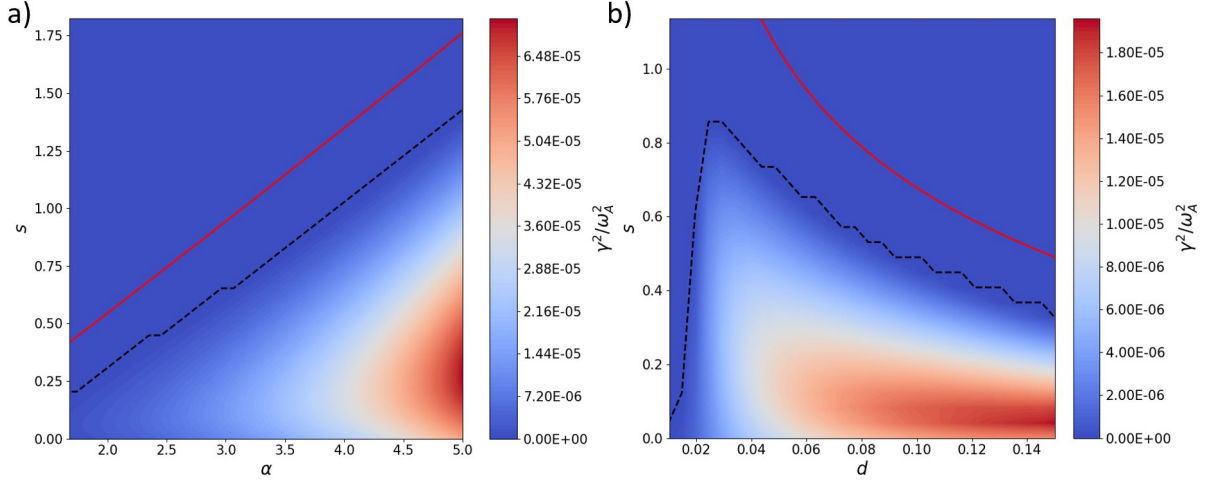 a)
1.75
1.50
1.25
1.00
0.75
0.50
0.25
0.00
s
2.0 2.5 3.0 3.5 4.0 4.5 5.0
α
6.48E-05
5.76E-05
5.04E-05
4.32E-05
3.60E-05
2.88E-05
2.16E-05
1.44E-05
7.20E-06
0.00E+00
γ²/ω_A²
b)
1.0
0.8
0.6
0.4
0.2
0.0
s
0.02 0.04 0.06 0.08 0.10 0.12 0.14
d
1.80E-05
1.60E-05
1.40E-05
1.20E-05
1.00E-05
8.00E-06
6.00E-06
4.00E-06
2.00E-06
0.00E+00
γ²/ω_A²